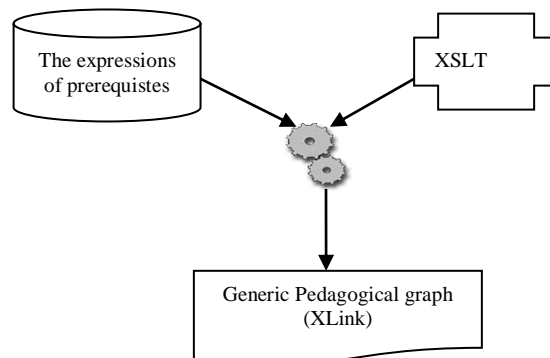 The expressions
of prerequistes
XSLT
Generic Pedagogical graph
(XLink)